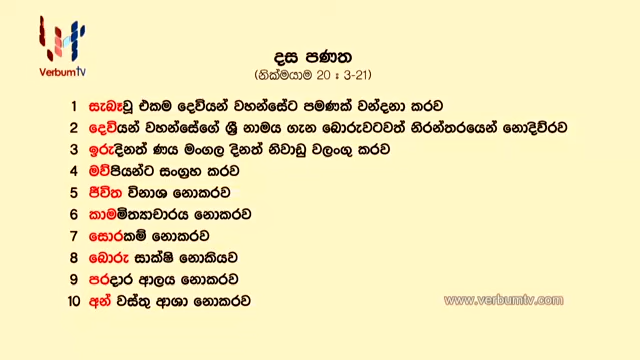 VerbumTV
දස පණත
(නික්මයාම 20 : 3-21)
1 සැබෑවූ එකම දෙවියන් වහන්සේට පමණක් වන්දනා කරව
2 දෙවියන් වහන්සේගේ ශ්‍රී නාමය ගැන බොරුවටවත් නිරන්තරයෙන් නොදිව්රව
3 ඉරුදිනත් ණය මංගල දිනත් නිවාඩු වලංගු කරව
4 මව්පියන්ට සංග්‍රහ කරව
5 ජීවිත විනාශ නොකරව
6 කාමමිත්‍යාචාරය නොකරව
7 සොරකම් නොකරව
8 බොරු සාක්ෂි නොකියව
9 පරදාර ආලය නොකරව
10 අන් වස්තු ආශා නොකරව
www.verbumtv.com